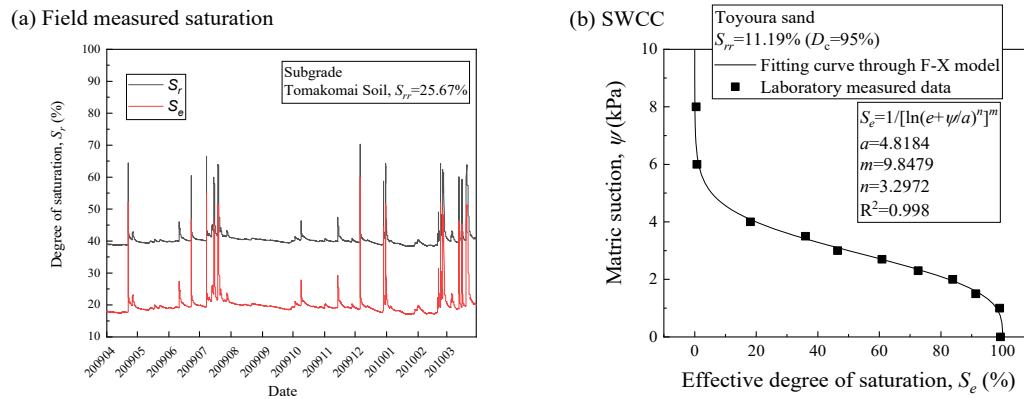 (a) Field measured saturation
Degree of saturation, Sr (%)
100
90
80
70
60
50
40
30
20
10
Sr
Se
Subgrade
Tomakomai Soil, Srr=25.67%
200904
200905
200906
200907
200908
200909
200910
200911
200912
201001
201002
201003
Date
(b) SWCC
Matric suction, ψ (kPa)
10
8
6
4
2
0
Toyoura sand
Srr=11.19% (Dc=95%)
Fitting curve through F-X model
Laboratory measured data
Se=1/[ln(e+ψ/a)^n]^m
a=4.8184
m=9.8479
n=3.2972
R²=0.998
0
20
40
60
80
100
Effective degree of saturation, Se (%)